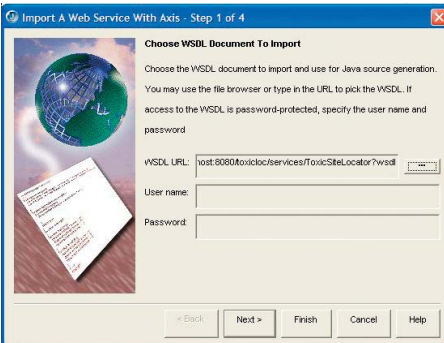 Import A Web Service With Axis - Step 1 of 4
Choose WSDL Document To Import
Choose the WSDL document to import and use for Java source generation.
You may use the file browser or type in the URL to pick the WSDL. If
access to the WSDL is password-protected, specify the user name and
password
WSDL URL: host:8080/toxicloc/services/ToxicSiteLocator?wsdl ...
User name:
Password:
< Back Next > Finish Cancel Help